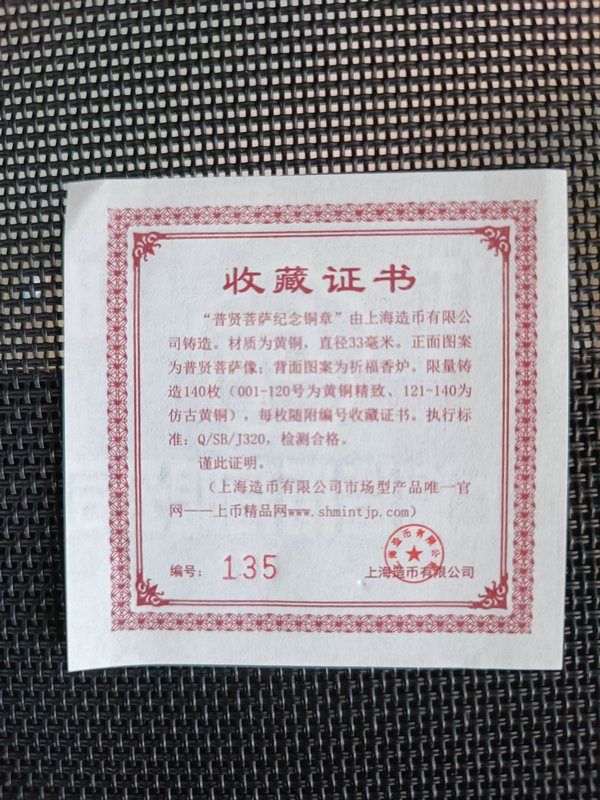 收藏证书
“普贤菩萨纪念铜章”由上海造币有限公
司铸造。材质为黄铜，直径33毫米。正面图案
为普贤菩萨像；背面图案为祈福香炉。限量铸
造140枚（001-120号为黄铜精致、121-140为
仿古黄铜），每枚随附编号收藏证书。执行标
准：Q/SB/J320，检测合格。
谨此证明。
（上海造币有限公司市场型产品唯一官
网——上币精品网www.shmintjp.com）
编号：135
上海造币有限公司